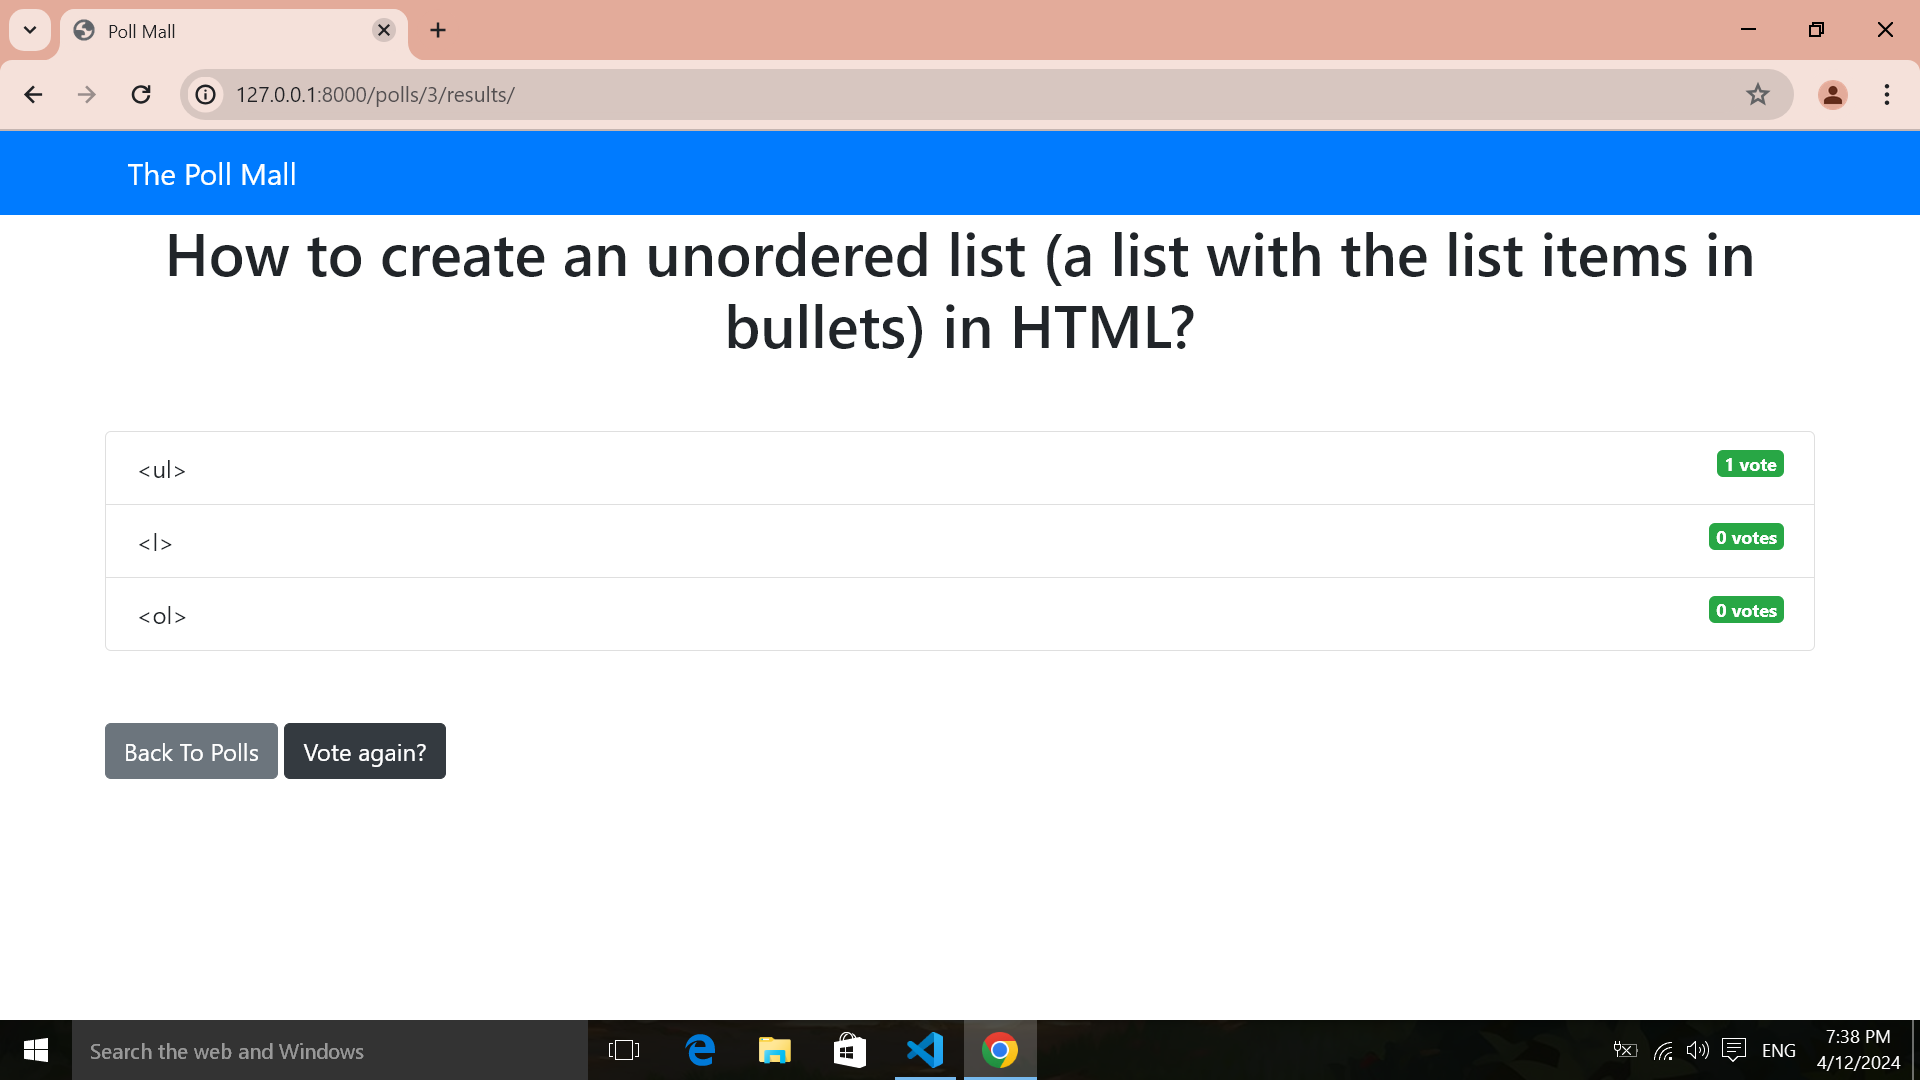 Poll Mall
127.0.0.1:8000/polls/3/results/
The Poll Mall
How to create an unordered list (a list with the list items in
bullets) in HTML?
<ul>
1 vote
<l>
0 votes
<ol>
0 votes
Back To Polls
Vote again?
Search the web and Windows
ENG
7:38 PM
4/12/2024